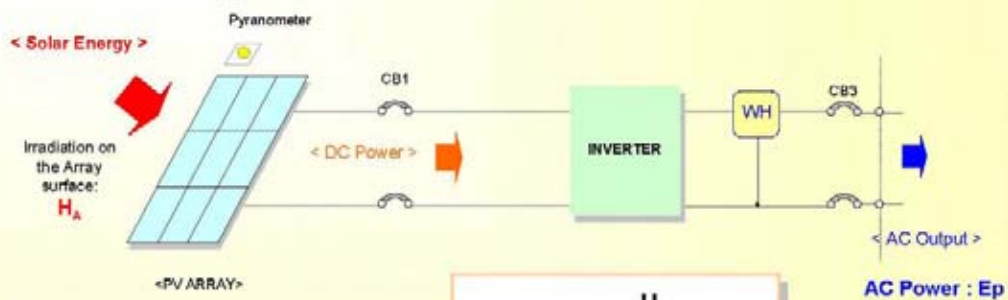 Pyranometer
< Solar Energy >
CB1
CB3
WH
Irradiation on
the Array
surface:
HA
< DC Power >
INVERTER
< AC Output >
<PV ARRAY>
AC Power : Ep